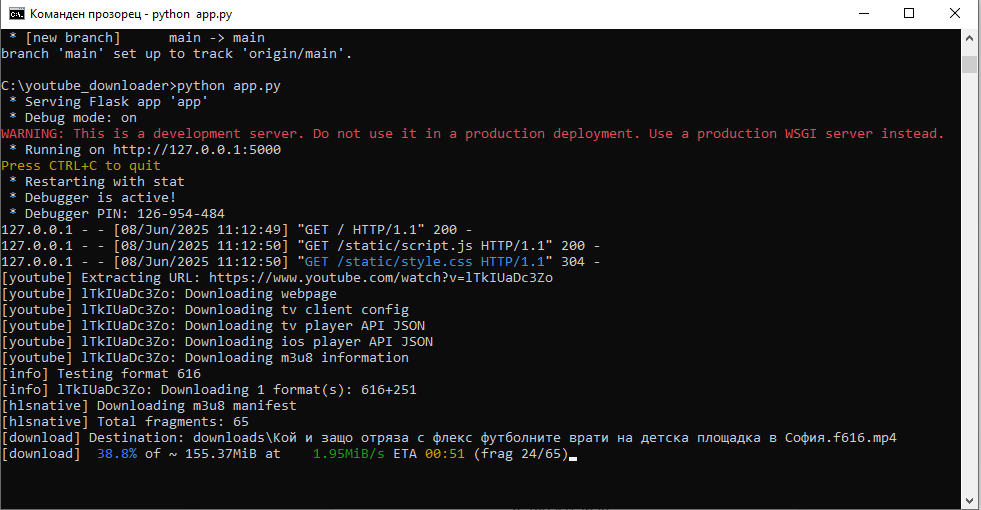 Команден прозорец - python app.py
* [new branch] main -> main
branch 'main' set up to track 'origin/main'.
C:\youtube_downloader>python app.py
* Serving Flask app 'app'
* Debug mode: on
WARNING: This is a development server. Do not use it in a production deployment. Use a production WSGI server instead.
* Running on http://127.0.0.1:5000
Press CTRL+C to quit
* Restarting with stat
* Debugger is active!
* Debugger PIN: 126-954-484
127.0.0.1 - - [08/Jun/2025 11:12:49] "GET / HTTP/1.1" 200 -
127.0.0.1 - - [08/Jun/2025 11:12:50] "GET /static/script.js HTTP/1.1" 200 -
127.0.0.1 - - [08/Jun/2025 11:12:50] "GET /static/style.css HTTP/1.1" 304 -
[youtube] Extracting URL: https://www.youtube.com/watch?v=lTkIUaDc3Zo
[youtube] lTkIUaDc3Zo: Downloading webpage
[youtube] lTkIUaDc3Zo: Downloading tv client config
[youtube] lTkIUaDc3Zo: Downloading tv player API JSON
[youtube] lTkIUaDc3Zo: Downloading ios player API JSON
[youtube] lTkIUaDc3Zo: Downloading m3u8 information
[info] Testing format 616
[info] lTkIUaDc3Zo: Downloading 1 format(s): 616+251
[hlsnative] Downloading m3u8 manifest
[hlsnative] Total fragments: 65
[download] Destination: downloads\Кой и защо отряза с флекс футболните врати на детска площадка в София.f616.mp4
[download] 38.8% of ~ 155.37MiB at 1.95MiB/s ETA 00:51 (frag 24/65)